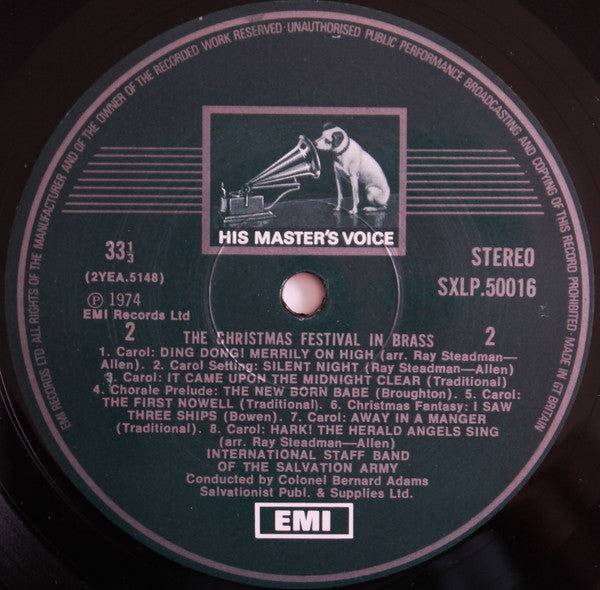 EMI RECORDS LTD ALL RIGHTS OF THE MANUFACTURER AND OF THE OWNER OF THE RECORDED WORK RESERVED · UNAUTHORISED PUBLIC PERFORMANCE BROADCASTING AND COPYING OF THIS RECORD PROHIBITED · MADE IN GT BRITAIN
HIS MASTER'S VOICE
33⅓
STEREO
(2YEA.5148)
SXLP.50016
Ⓟ 1974
EMI Records Ltd
2
2
THE CHRISTMAS FESTIVAL IN BRASS
1. Carol: DING DONG! MERRILY ON HIGH (arr. Ray Steadman—
Allen). 2. Carol Setting: SILENT NIGHT (Ray Steadman—Allen)
3. Carol: IT CAME UPON THE MIDNIGHT CLEAR (Traditional)
4. Chorale Prelude: THE NEW BORN BABE (Broughton). 5. Carol:
THE FIRST NOWELL (Traditional). 6. Christmas Fantasy: I SAW
THREE SHIPS (Bowen). 7. Carol: AWAY IN A MANGER
(Traditional). 8. Carol: HARK! THE HERALD ANGELS SING
(arr. Ray Steadman—Allen)
INTERNATIONAL STAFF BAND
OF THE SALVATION ARMY
Conducted by Colonel Bernard Adams
Salvationist Publ. & Supplies Ltd.
EMI